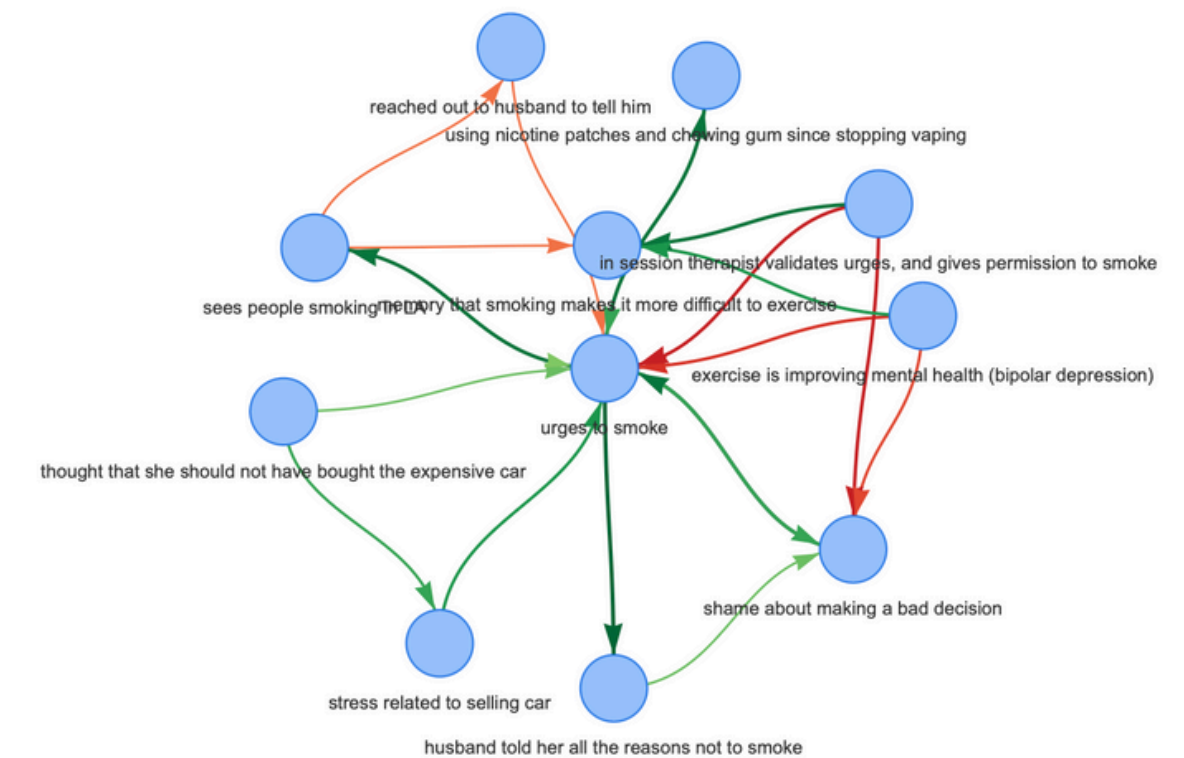 reached out to husband to tell him
using nicotine patches and chewing gum since stopping vaping
in session therapist validates urges, and gives permission to smoke
sees people smoking in LA
memory that smoking makes it more difficult to exercise
exercise is improving mental health (bipolar depression)
urges to smoke
thought that she should not have bought the expensive car
shame about making a bad decision
stress related to selling car
husband told her all the reasons not to smoke